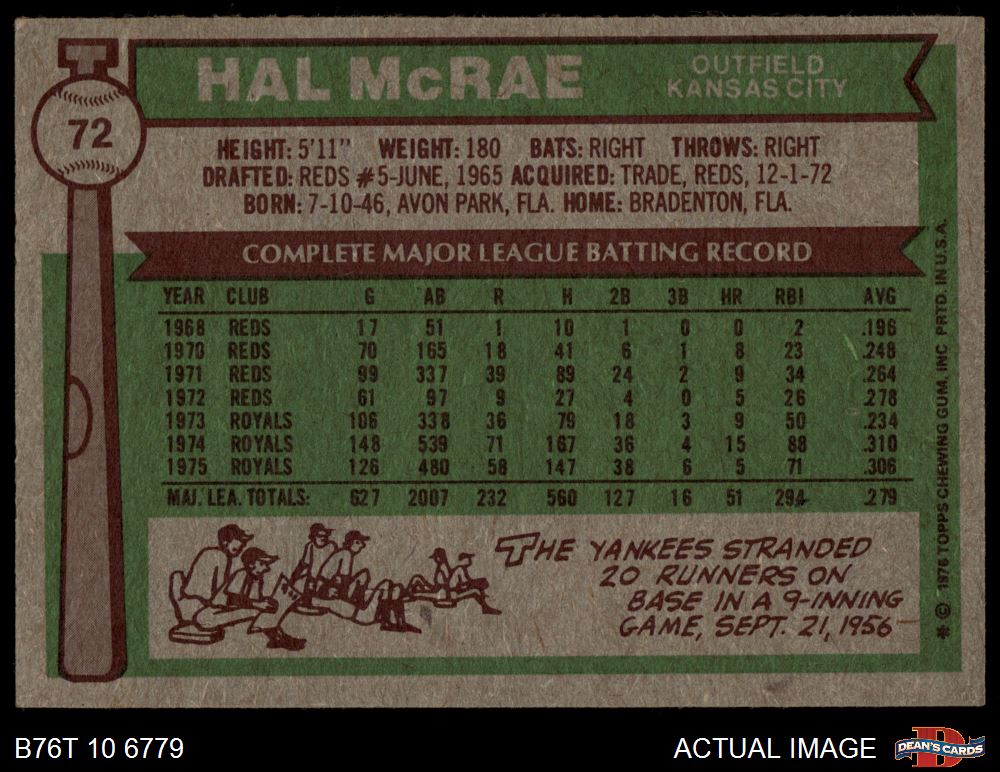 HAL McRAE
OUTFIELD
KANSAS CITY
72
HEIGHT: 5'11" WEIGHT: 180 BATS: RIGHT THROWS: RIGHT
DRAFTED: REDS #5-JUNE, 1965 ACQUIRED: TRADE, REDS, 12-1-72
BORN: 7-10-46, AVON PARK, FLA. HOME: BRADENTON, FLA.
COMPLETE MAJOR LEAGUE BATTING RECORD
YEAR CLUB G AB R H 2B 3B HR RBI AVG
1968 REDS 17 51 1 10 1 0 0 2 .196
1970 REDS 70 165 18 41 6 1 8 23 .248
1971 REDS 99 337 39 89 24 2 9 34 .264
1972 REDS 61 97 9 27 4 0 5 26 .278
1973 ROYALS 106 338 36 79 18 3 9 50 .234
1974 ROYALS 148 539 71 167 36 4 15 88 .310
1975 ROYALS 126 480 58 147 38 6 5 71 .306
MAJ. LEA. TOTALS: 627 2007 232 560 127 16 51 294 .279
THE YANKEES STRANDED
20 RUNNERS ON
BASE IN A 9-INNING
GAME, SEPT. 21, 1956
* © 1976 TOPPS CHEWING GUM, INC. PRTD. IN U.S.A.
B76T 10 6779
ACTUAL IMAGE
DEAN'S CARDS